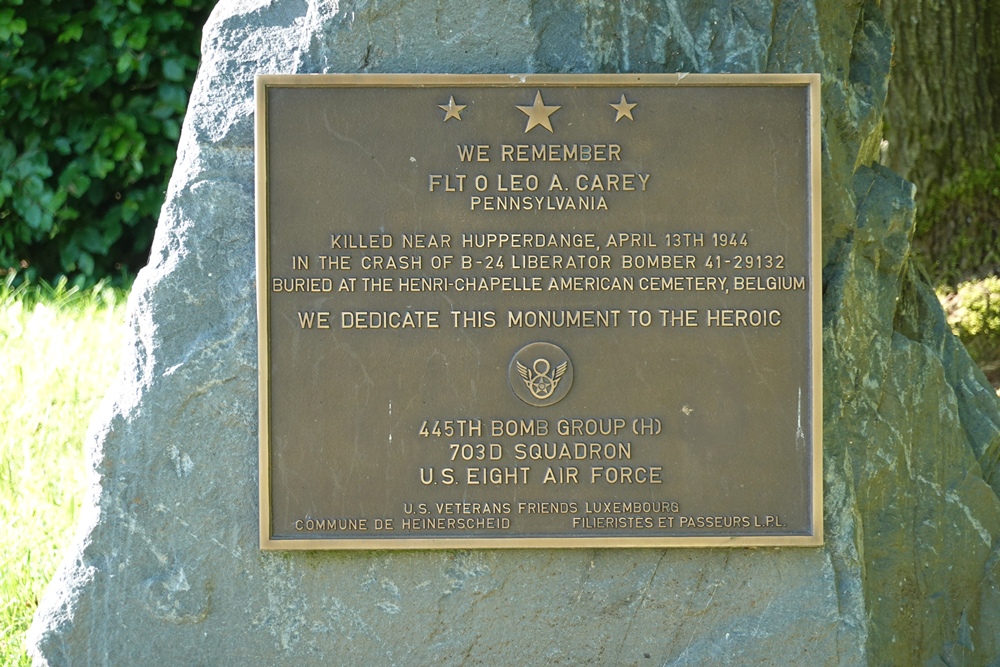 WE REMEMBER
FLT O LEO A. CAREY
PENNSYLVANIA
KILLED NEAR HUPPERDANGE, APRIL 13TH 1944
IN THE CRASH OF B-24 LIBERATOR BOMBER 41-29132
BURIED AT THE HENRI-CHAPELLE AMERICAN CEMETERY, BELGIUM
WE DEDICATE THIS MONUMENT TO THE HEROIC
445TH BOMB GROUP (H)
703D SQUADRON
U.S. EIGHT AIR FORCE
U.S. VETERANS FRIENDS LUXEMBOURG
COMMUNE DE HEINERSCHEID FILIERISTES ET PASSEURS L.P.L.